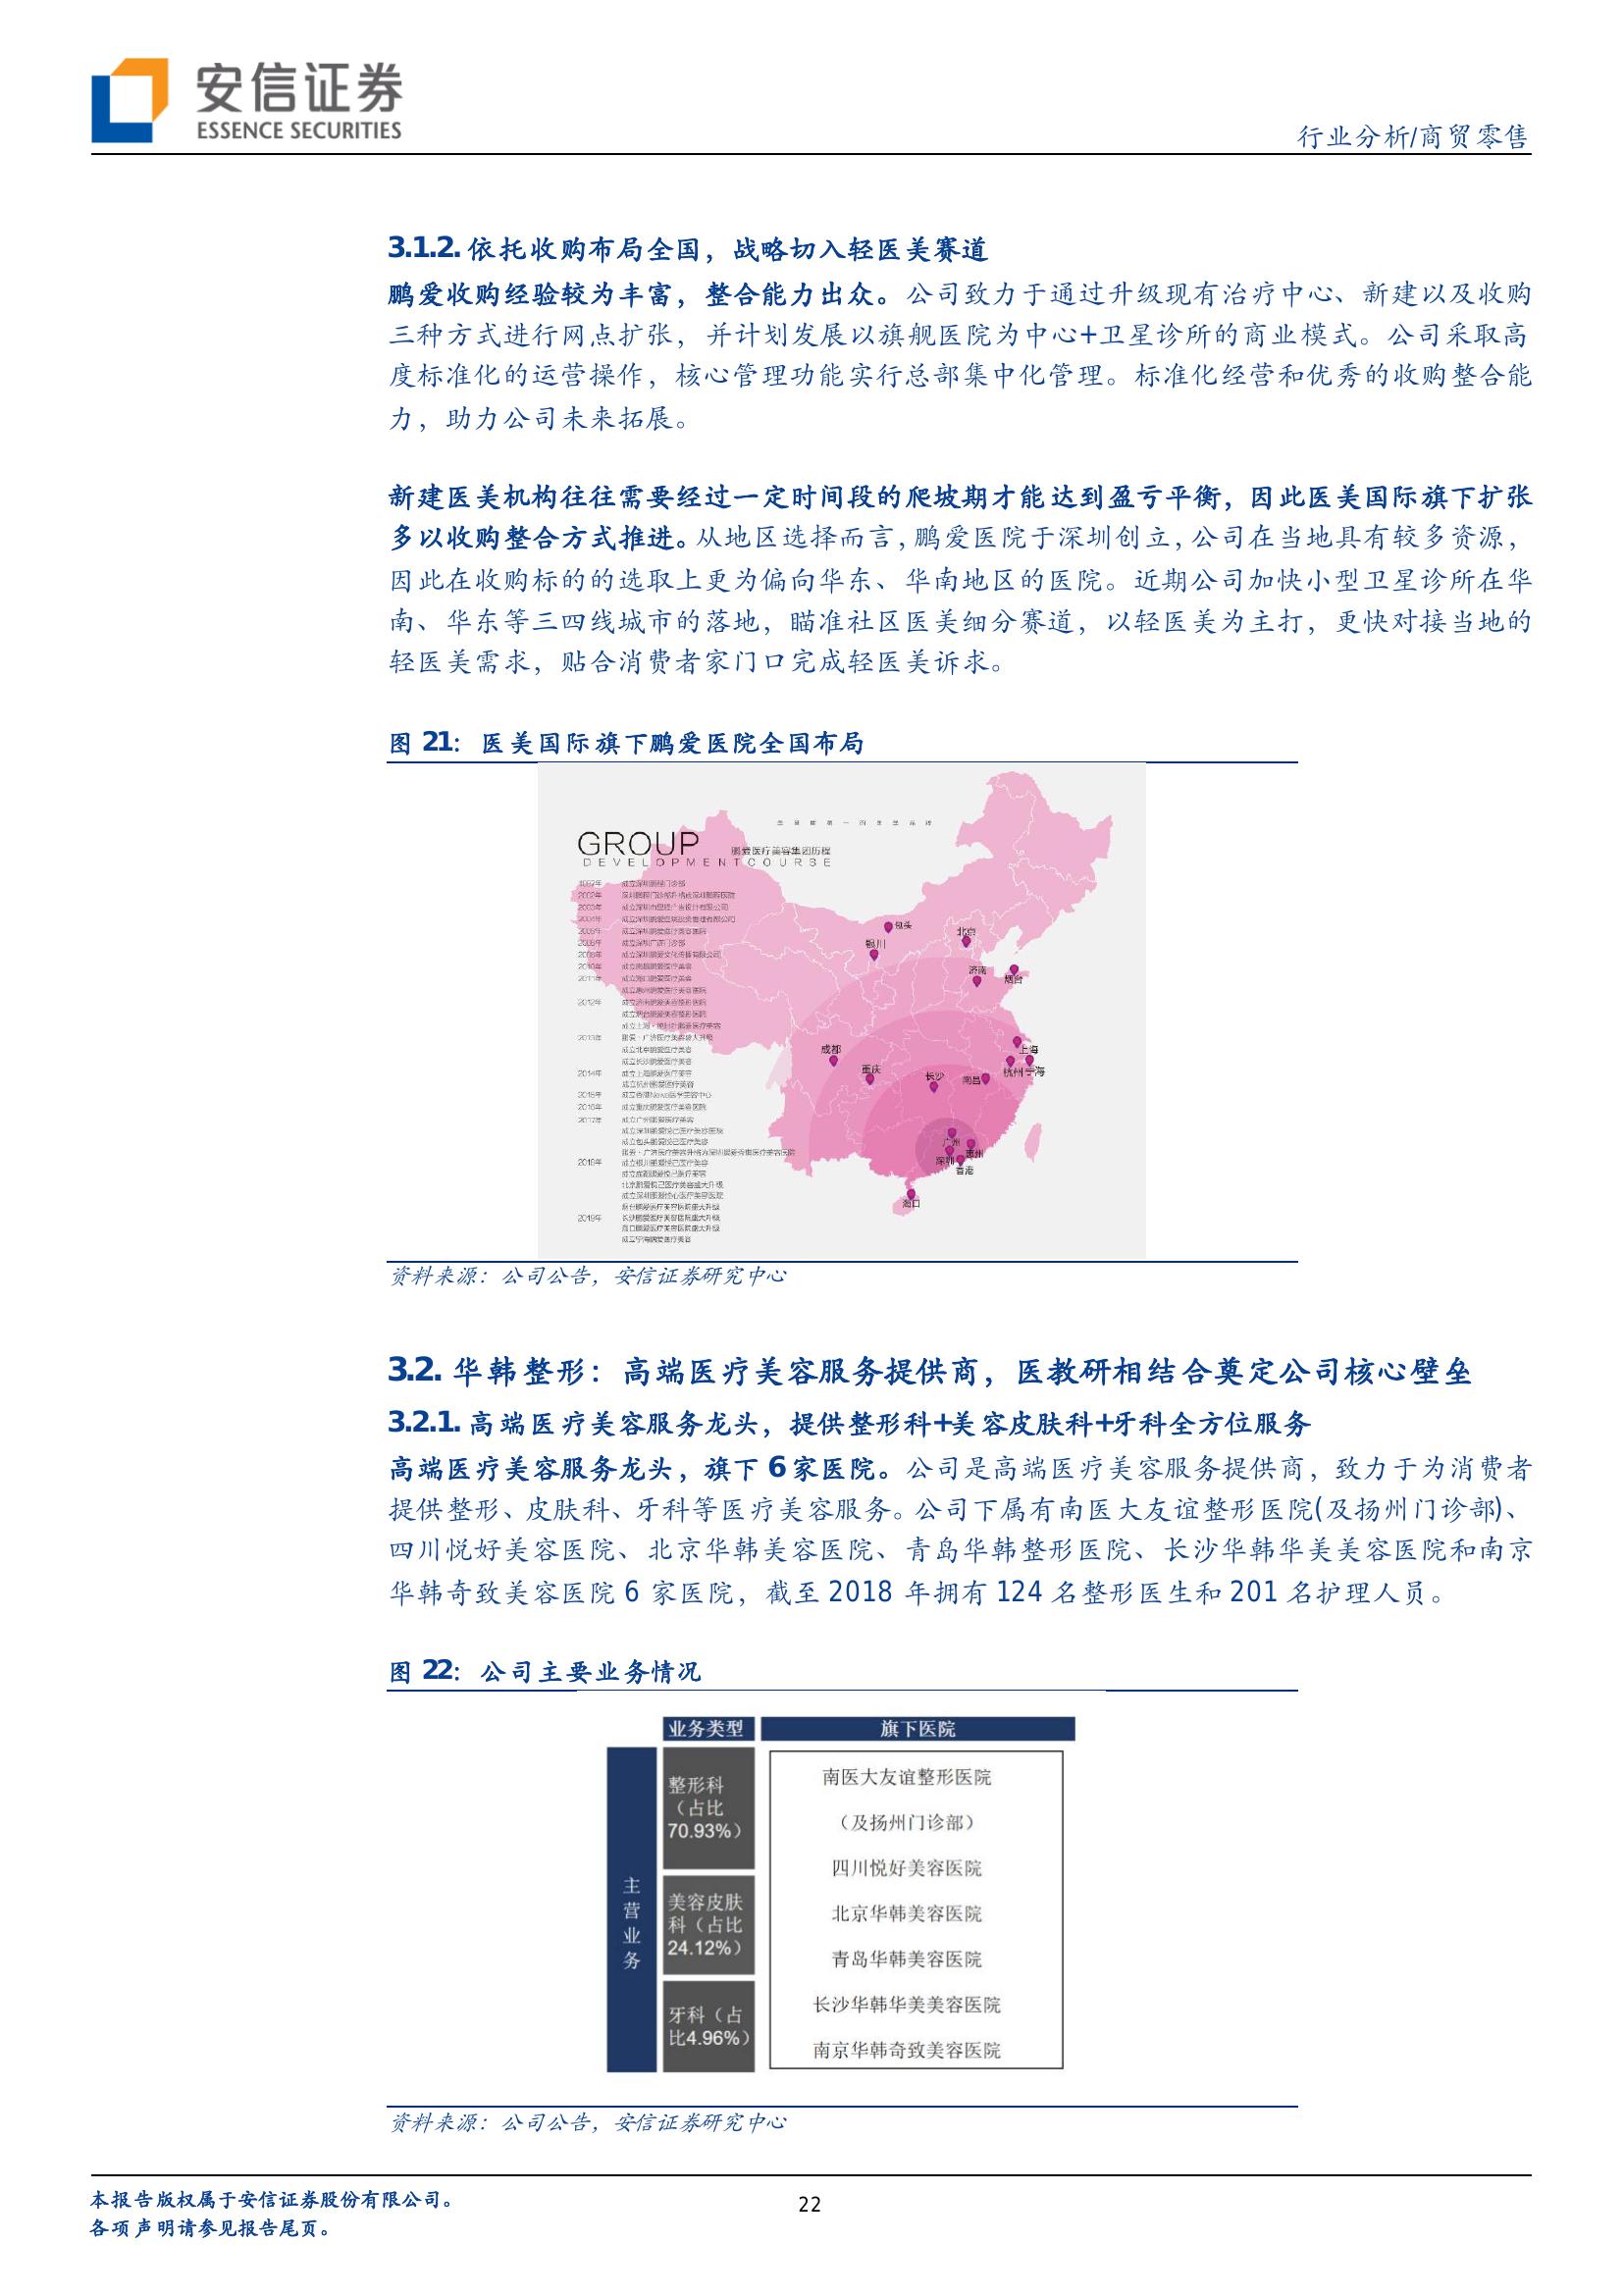 安信证券
ESSENCE SECURITIES
行业分析/商贸零售
3.1.2. 依托收购布局全国，战略切入轻医美赛道
鹏爱收购经验较为丰富，整合能力出众。公司致力于通过升级现有治疗中心、新建以及收购
三种方式进行网点扩张，并计划发展以旗舰医院为中心+卫星诊所的商业模式。公司采取高
度标准化的运营操作，核心管理功能实行总部集中化管理。标准化经营和优秀的收购整合能
力，助力公司未来拓展。
新建医美机构往往需要经过一定时间段的爬坡期才能达到盈亏平衡，因此医美国际旗下扩张
多以收购整合方式推进。从地区选择而言，鹏爱医院于深圳创立，公司在当地具有较多资源，
因此在收购标的的选取上更为偏向华东、华南地区的医院。近期公司加快小型卫星诊所在华
南、华东等三四线城市的落地，瞄准社区医美细分赛道，以轻医美为主打，更快对接当地的
轻医美需求，贴合消费者家门口完成轻医美诉求。
图 21：医美国际旗下鹏爱医院全国布局
GROUP
鹏爱医疗美容集团历程
DEVELOPMENTCOURSE
包头
北京
银川
济南
烟台
上海
成都
杭州 宁海
重庆
长沙
南昌
广州
惠州
深圳
香港
海口
2012年
2013年
2014年
2015年
2016年
2017年
2018年
2019年
资料来源：公司公告，安信证券研究中心
3.2. 华韩整形：高端医疗美容服务提供商，医教研相结合奠定公司核心壁垒
3.2.1. 高端医疗美容服务龙头，提供整形科+美容皮肤科+牙科全方位服务
高端医疗美容服务龙头，旗下 6 家医院。公司是高端医疗美容服务提供商，致力于为消费者
提供整形、皮肤科、牙科等医疗美容服务。公司下属有南医大友谊整形医院(及扬州门诊部)、
四川悦好美容医院、北京华韩美容医院、青岛华韩整形医院、长沙华韩华美美容医院和南京
华韩奇致美容医院 6 家医院，截至 2018 年拥有 124 名整形医生和 201 名护理人员。
图 22：公司主要业务情况
业务类型
旗下医院
主营业务
整形科
（占比
70.93%）
美容皮肤
科（占比
24.12%）
牙科（占
比4.96%）
南医大友谊整形医院
（及扬州门诊部）
四川悦好美容医院
北京华韩美容医院
青岛华韩美容医院
长沙华韩华美美容医院
南京华韩奇致美容医院
资料来源：公司公告，安信证券研究中心
本报告版权属于安信证券股份有限公司。
22
各项声明请参见报告尾页。